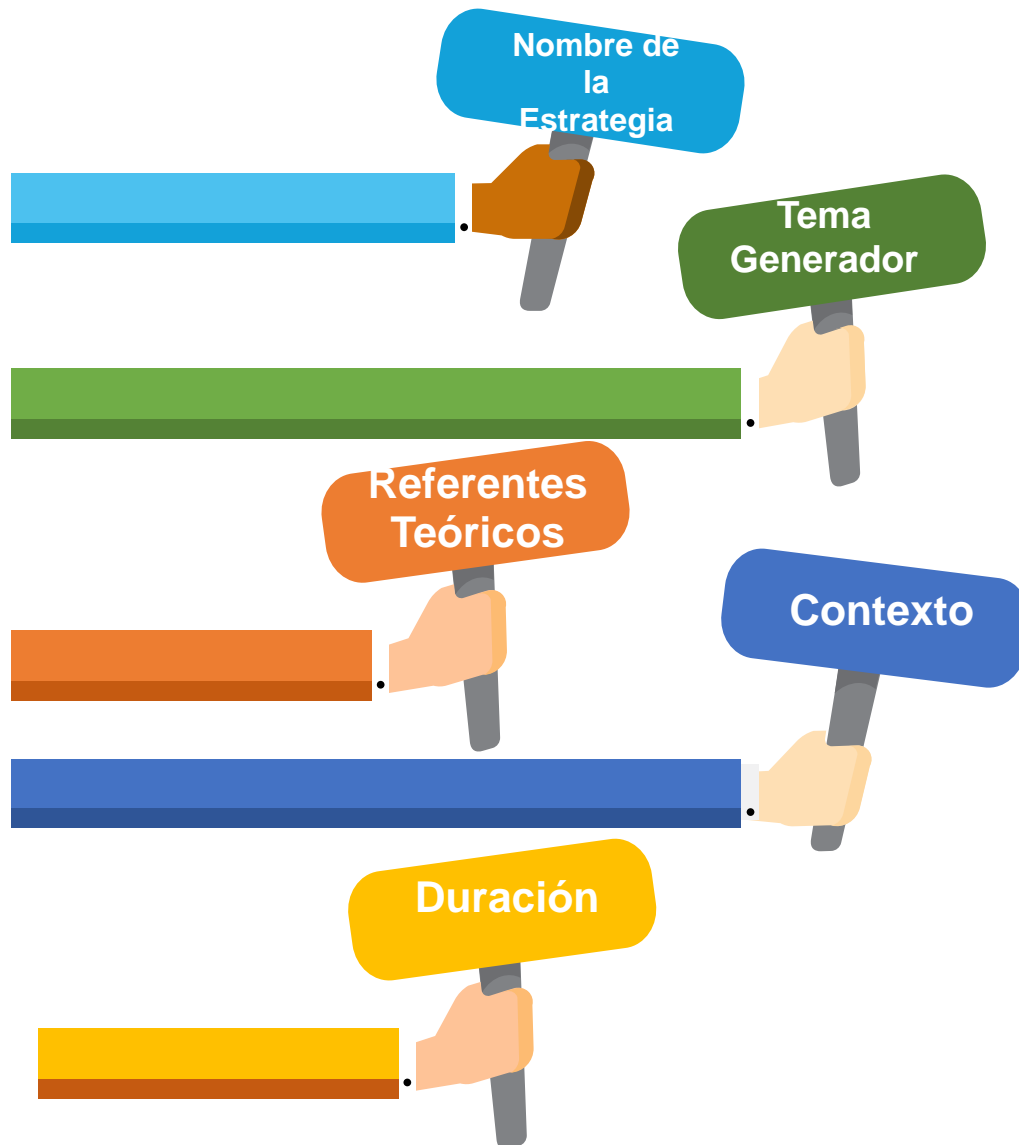 Nombre de
la
Estrategia
Tema
Generador
Referentes
Teóricos
Contexto
Duración